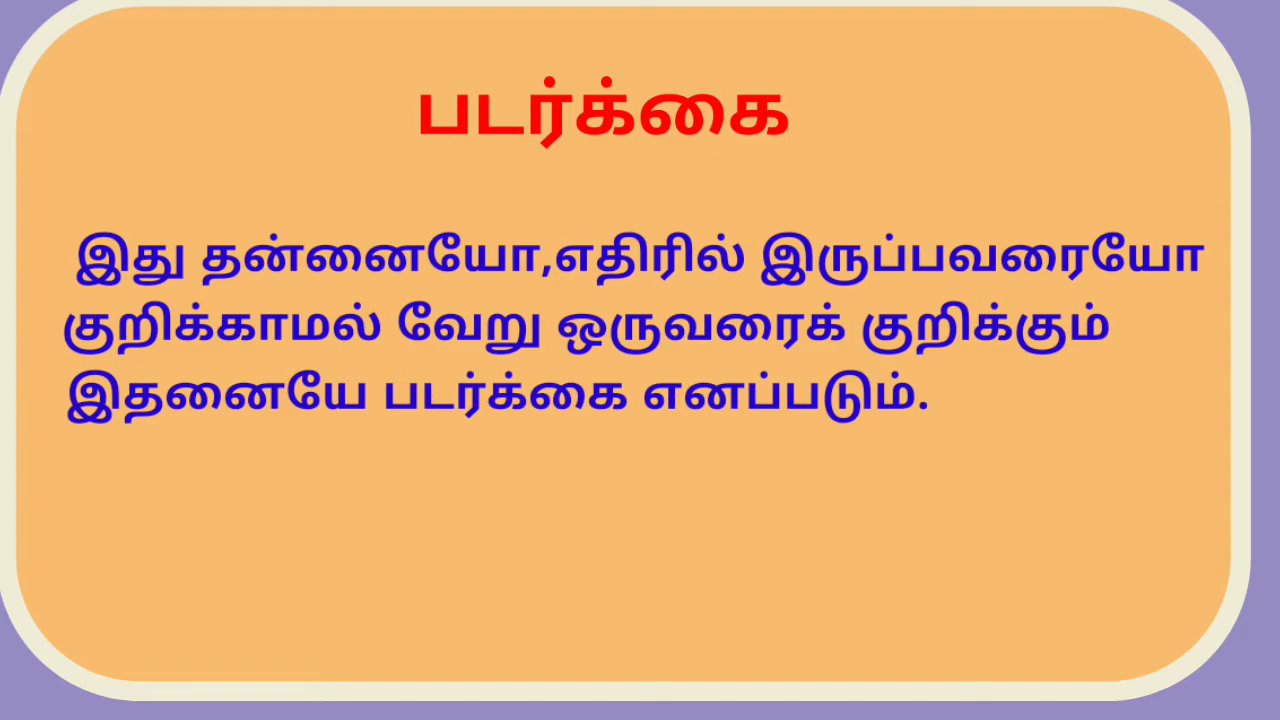 படர்க்கை
இது தன்னையோ,எதிரில் இருப்பவரையோ
குறிக்காமல் வேறு ஒருவரைக் குறிக்கும்
இதனையே படர்க்கை எனப்படும்.